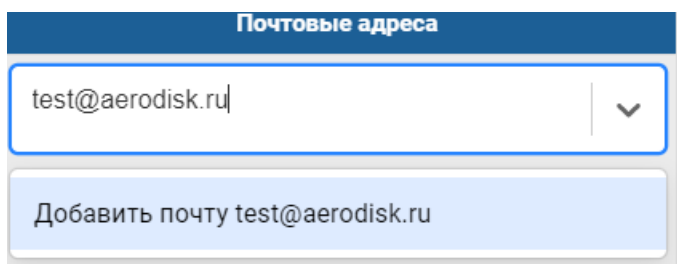 Почтовые адреса
test@aerodisk.ru
Добавить почту test@aerodisk.ru